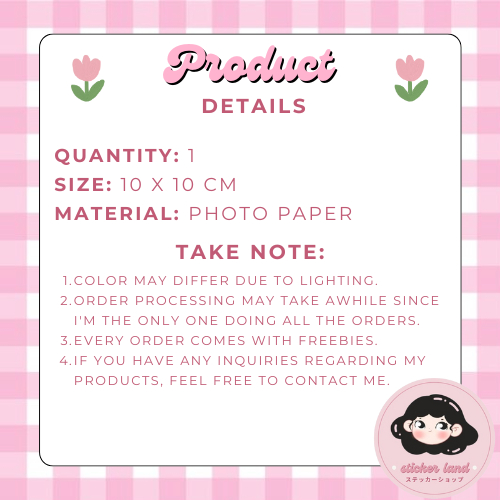 Product
DETAILS
QUANTITY: 1
SIZE: 10 X 10 CM
MATERIAL: PHOTO PAPER
TAKE NOTE:
1.COLOR MAY DIFFER DUE TO LIGHTING.
2.ORDER PROCESSING MAY TAKE AWHILE SINCE
I'M THE ONLY ONE DOING ALL THE ORDERS.
3.EVERY ORDER COMES WITH FREEBIES.
4.IF YOU HAVE ANY INQUIRIES REGARDING MY
PRODUCTS, FEEL FREE TO CONTACT ME.
sticker land
ステッカーショップ